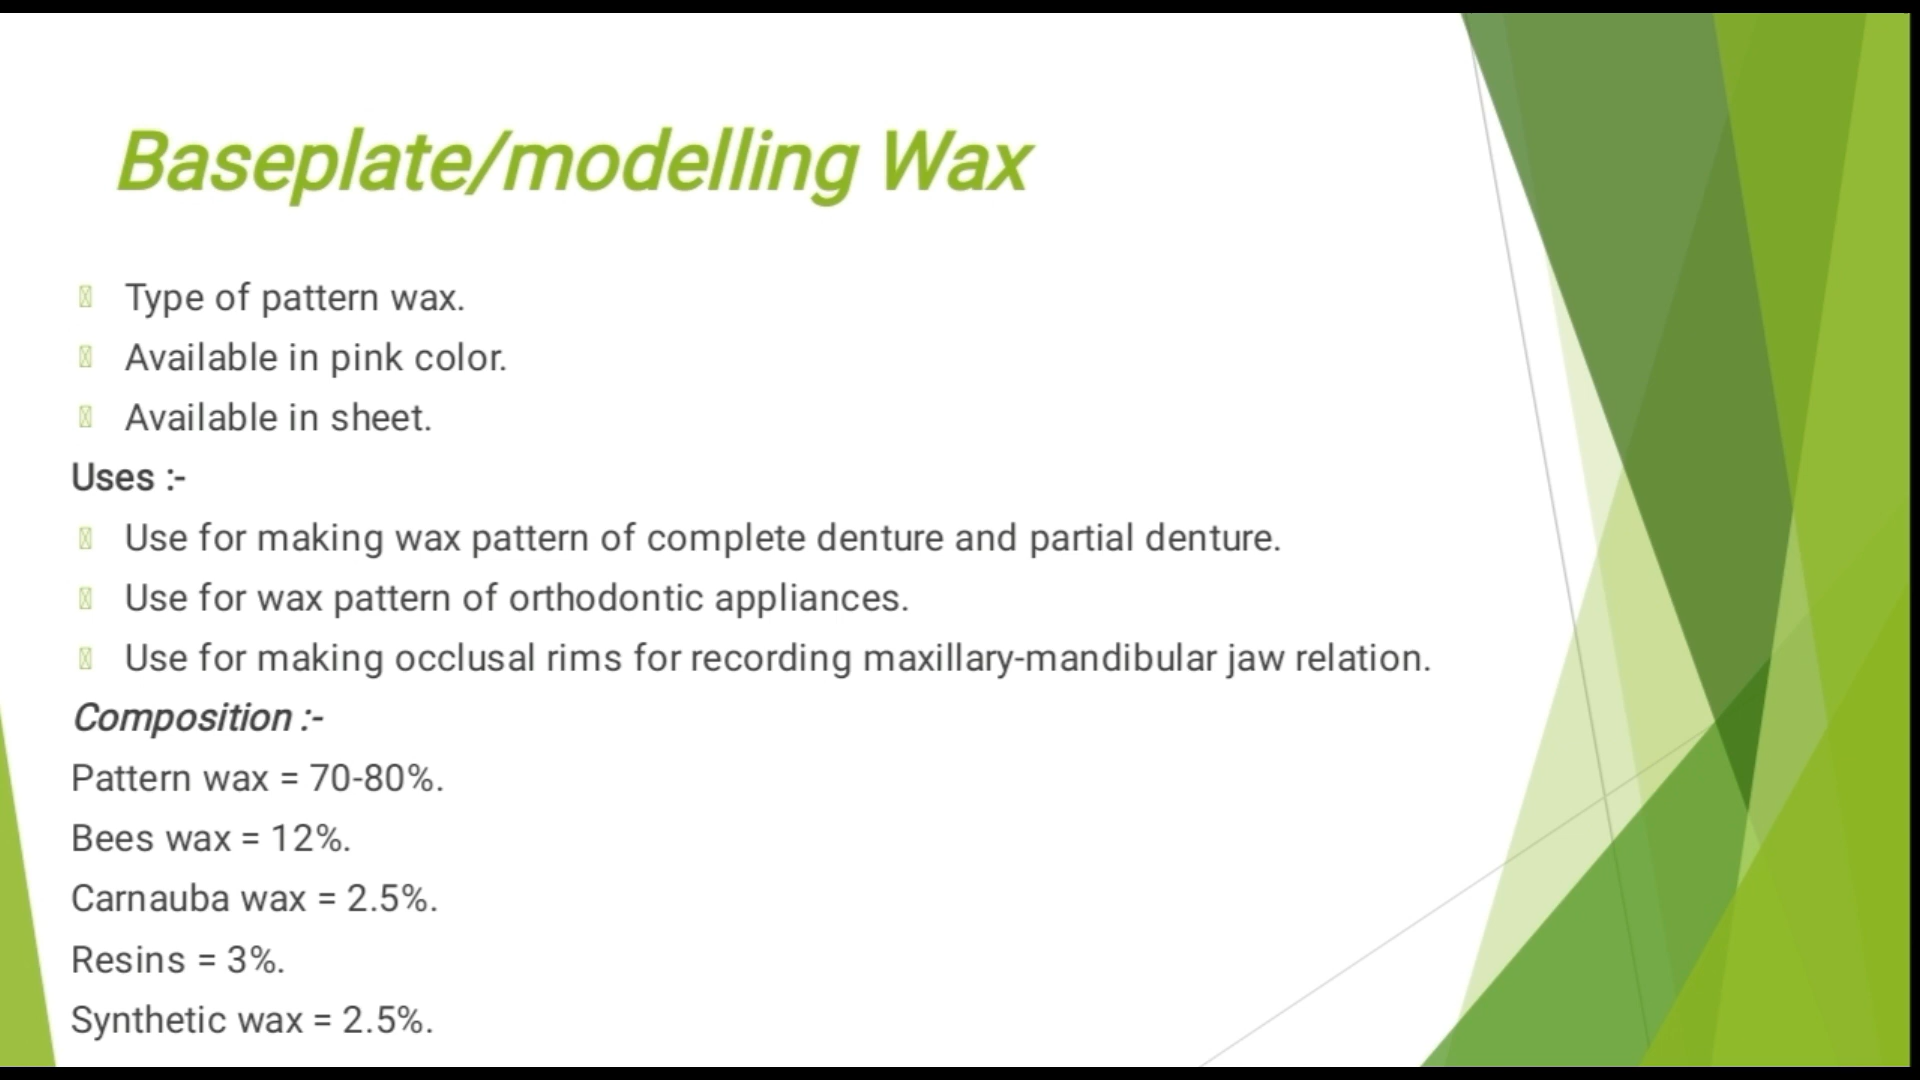 Baseplate/modelling Wax
Type of pattern wax.
Available in pink color.
Available in sheet.
Uses :-
Use for making wax pattern of complete denture and partial denture.
Use for wax pattern of orthodontic appliances.
Use for making occlusal rims for recording maxillary-mandibular jaw relation.
Composition :-
Pattern wax = 70-80%.
Bees wax = 12%.
Carnauba wax = 2.5%.
Resins = 3%.
Synthetic wax = 2.5%.